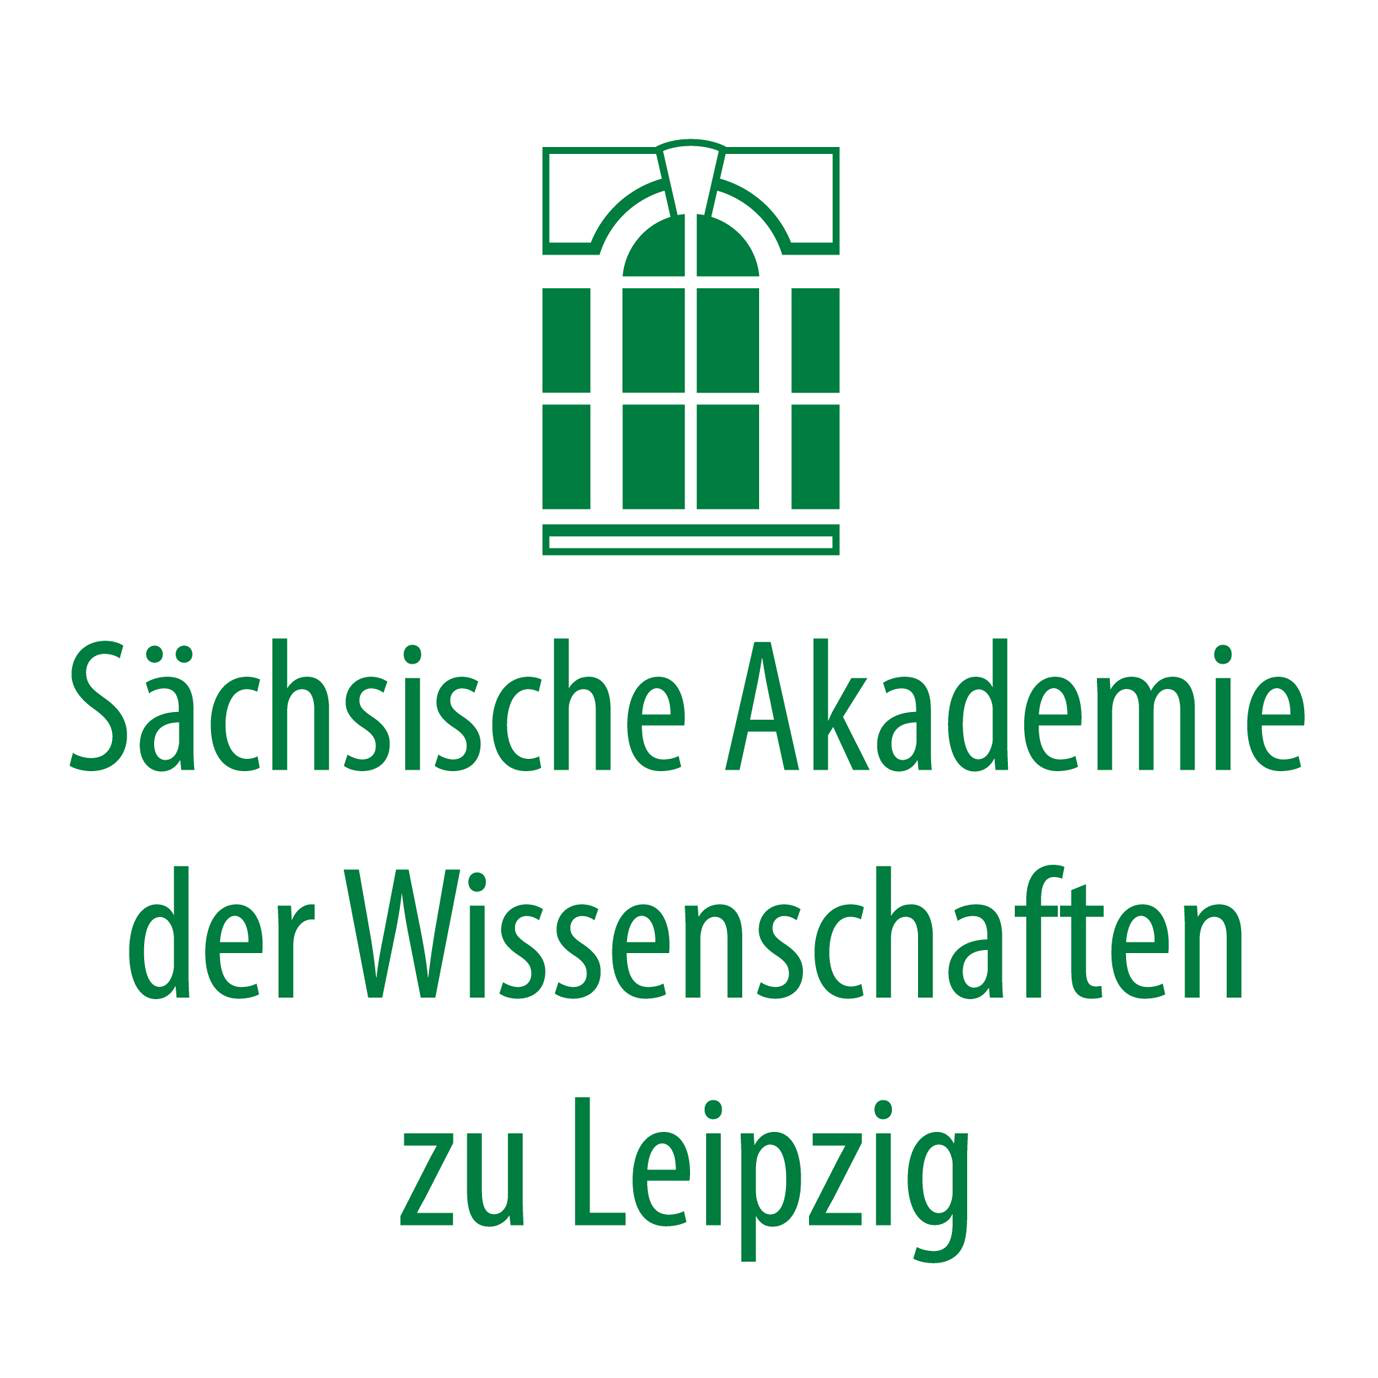 Sächsische Akademie
der Wissenschaften
zu Leipzig